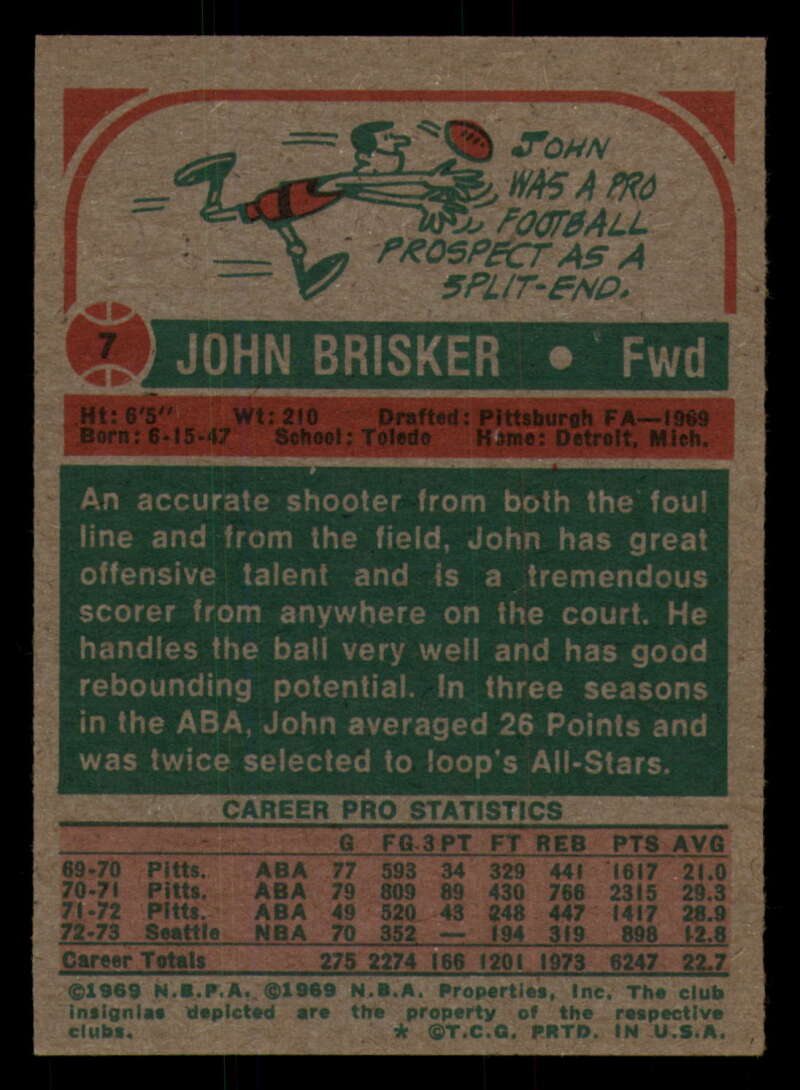 JOHN
WAS A PRO
FOOTBALL
PROSPECT AS A
SPLIT-END.
7 JOHN BRISKER • Fwd
Ht: 6'5" Wt: 210 Drafted: Pittsburgh FA—1969
Born: 6-15-47 School: Toledo Home: Detroit, Mich.
An accurate shooter from both the foul
line and from the field, John has great
offensive talent and is a tremendous
scorer from anywhere on the court. He
handles the ball very well and has good
rebounding potential. In three seasons
in the ABA, John averaged 26 Points and
was twice selected to loop's All-Stars.
CAREER PRO STATISTICS
G FG 3 PT FT REB PTS AVG
69-70 Pitts. ABA 77 593 34 329 441 1617 21.0
70-71 Pitts. ABA 79 809 89 430 766 2315 29.3
71-72 Pitts. ABA 49 520 43 248 447 1417 28.9
72-73 Seattle NBA 70 352 — 194 319 898 12.8
Career Totals 275 2274 166 1201 1973 6247 22.7
©1969 N.B.P.A. ©1969 N.B.A. Properties, Inc. The club
insignias depicted are the property of the respective
clubs. * ©T.C.G. PRTD. IN U.S.A.